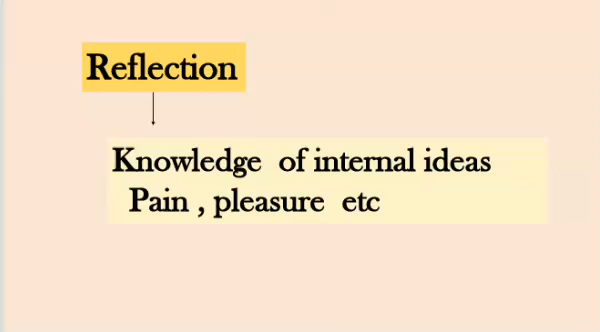 Reflection
Knowledge of internal ideas
Pain , pleasure etc